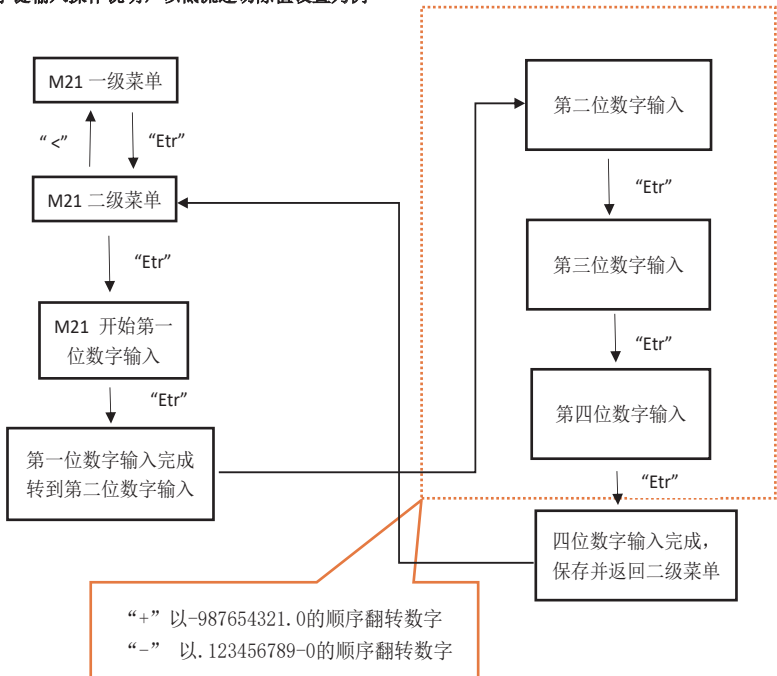 M21 一级菜单
“<”
“Etr”
M21 二级菜单
“Etr”
M21 开始第一
位数字输入
“Etr”
第一位数字输入完成
转到第二位数字输入
第二位数字输入
“Etr”
第三位数字输入
“Etr”
第四位数字输入
“Etr”
四位数字输入完成,
保存并返回二级菜单
“+”以-987654321.0的顺序翻转数字
“-” 以.123456789-0的顺序翻转数字